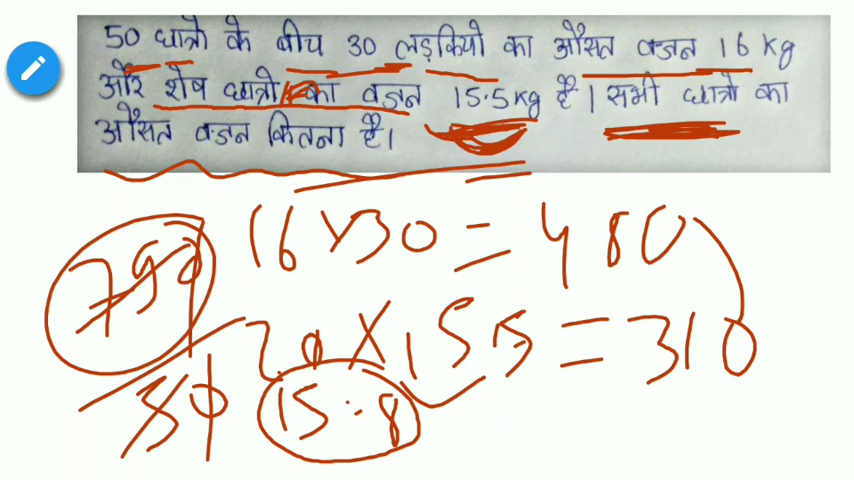 50 छात्रो के बीच 30 लड़कियो का औसत वजन 16 kg
और शेष छात्रो का वजन 15.5 kg है। सभी छात्रो का
औसत वजन कितना है।
16 x 30 = 480
20 x 15.5 = 310
790
50
15.8